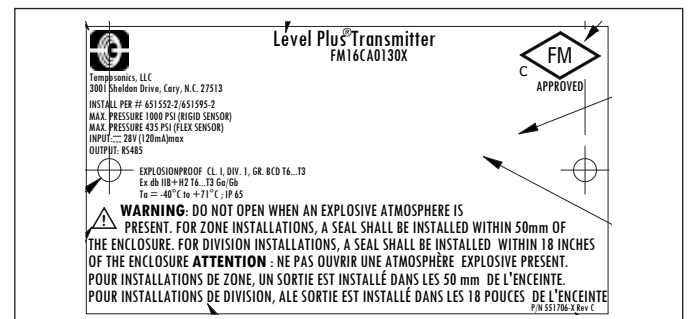 Level Plus® Transmitter
FM16CA0130X
FM
C
APPROVED
Temposonics, LLC
3001 Sheldon Drive, Cary, N.C. 27513
INSTALL PER # 651552-2/651595-2
MAX. PRESSURE 1000 PSI (RIGID SENSOR)
MAX. PRESSURE 435 PSI (FLEX SENSOR)
INPUT: ⎓ 28V (120mA)max
OUTPUT: RS485
EXPLOSIONPROOF CL. I, DIV. 1, GR. BCD T6...T3
Ex db IIB+H2 T6...T3 Ga/Gb
Ta = -40°C to +71°C ; IP 65
WARNING: DO NOT OPEN WHEN AN EXPLOSIVE ATMOSPHERE IS
PRESENT. FOR ZONE INSTALLATIONS, A SEAL SHALL BE INSTALLED WITHIN 50mm OF
THE ENCLOSURE. FOR DIVISION INSTALLATIONS, A SEAL SHALL BE INSTALLED WITHIN 18 INCHES
OF THE ENCLOSURE ATTENTION : NE PAS OUVRIR UNE ATMOSPHÈRE EXPLOSIVE PRESENT.
POUR INSTALLATIONS DE ZONE, UN SORTIE EST INSTALLÉ DANS LES 50 mm DE L'ENCEINTE.
POUR INSTALLATIONS DE DIVISION, ALE SORTIE EST INSTALLÉ DANS LES 18 POUCES DE L'ENCEINTE
P/N 551706-X Rev C